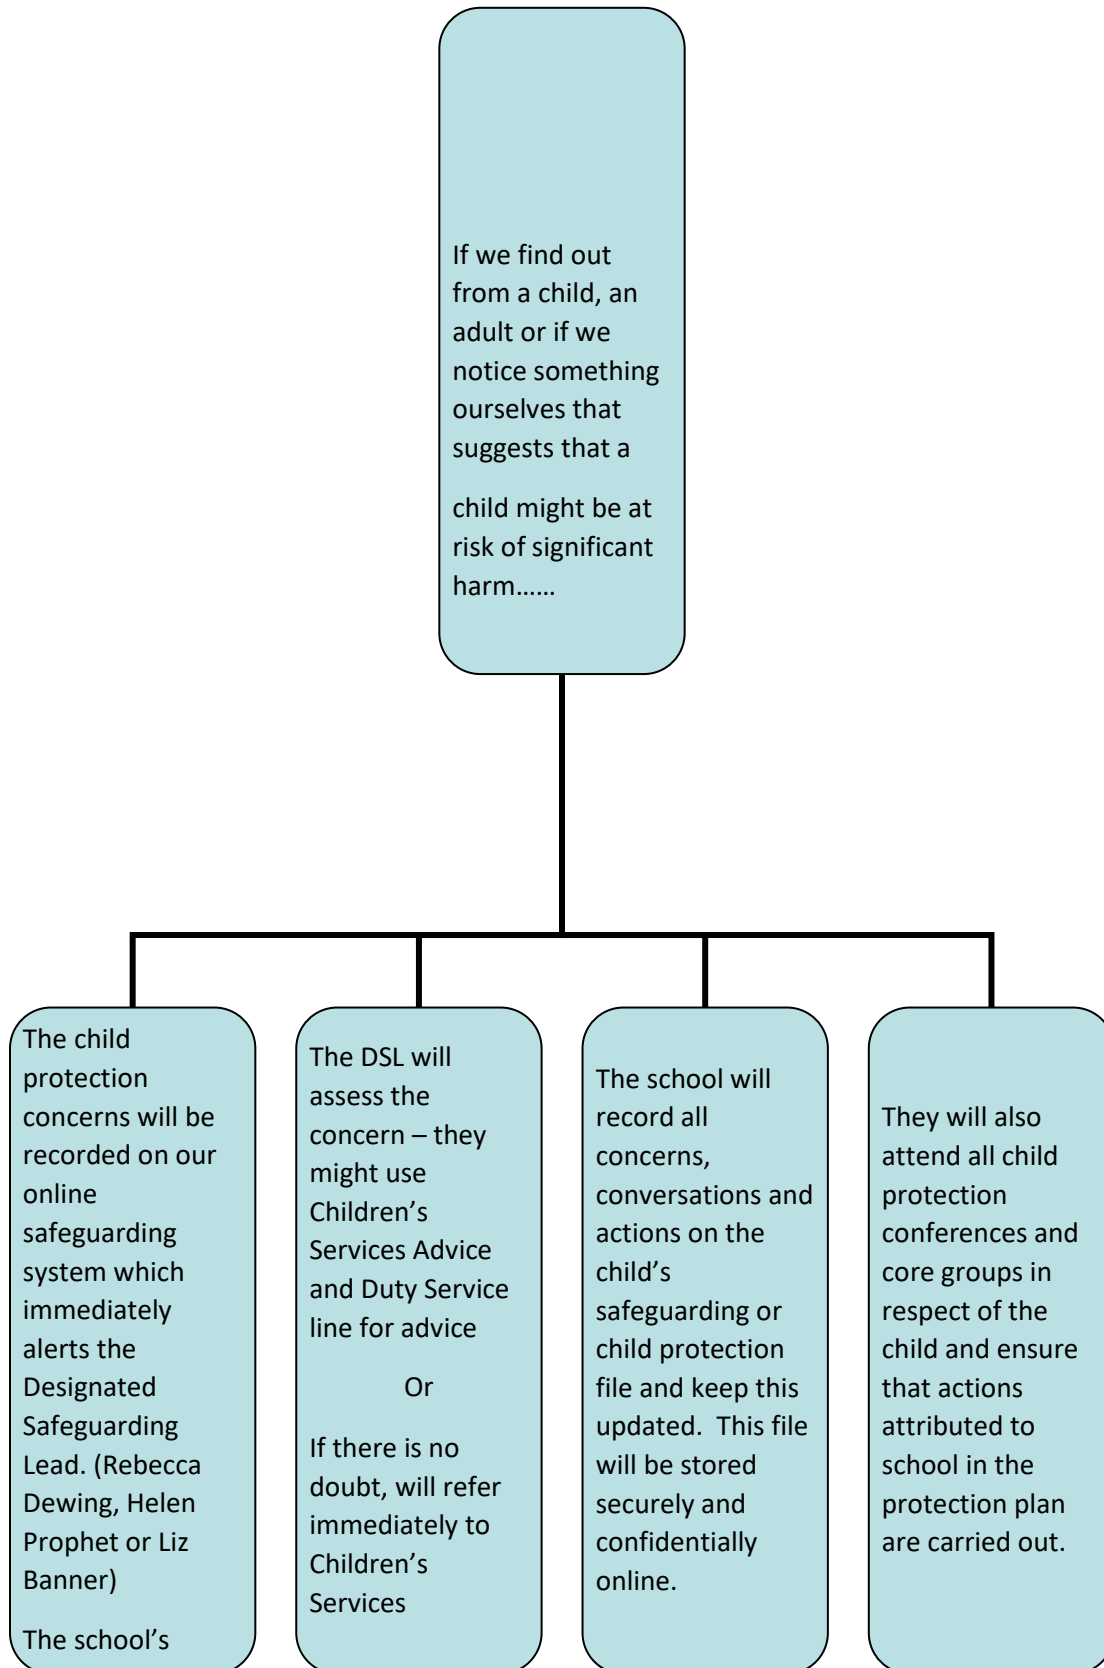 If we find out
from a child, an
adult or if we
notice something
ourselves that
suggests that a
child might be at
risk of significant
harm……
The child
protection
concerns will be
recorded on our
online
safeguarding
system which
immediately
alerts the
Designated
Safeguarding
Lead. (Rebecca
Dewing, Helen
Prophet or Liz
Banner)
The school’s
The DSL will
assess the
concern – they
might use
Children’s
Services Advice
and Duty Service
line for advice
Or
If there is no
doubt, will refer
immediately to
Children’s
Services
The school will
record all
concerns,
conversations and
actions on the
child’s
safeguarding or
child protection
file and keep this
updated.  This file
will be stored
securely and
confidentially
online.
They will also
attend all child
protection
conferences and
core groups in
respect of the
child and ensure
that actions
attributed to
school in the
protection plan
are carried out.